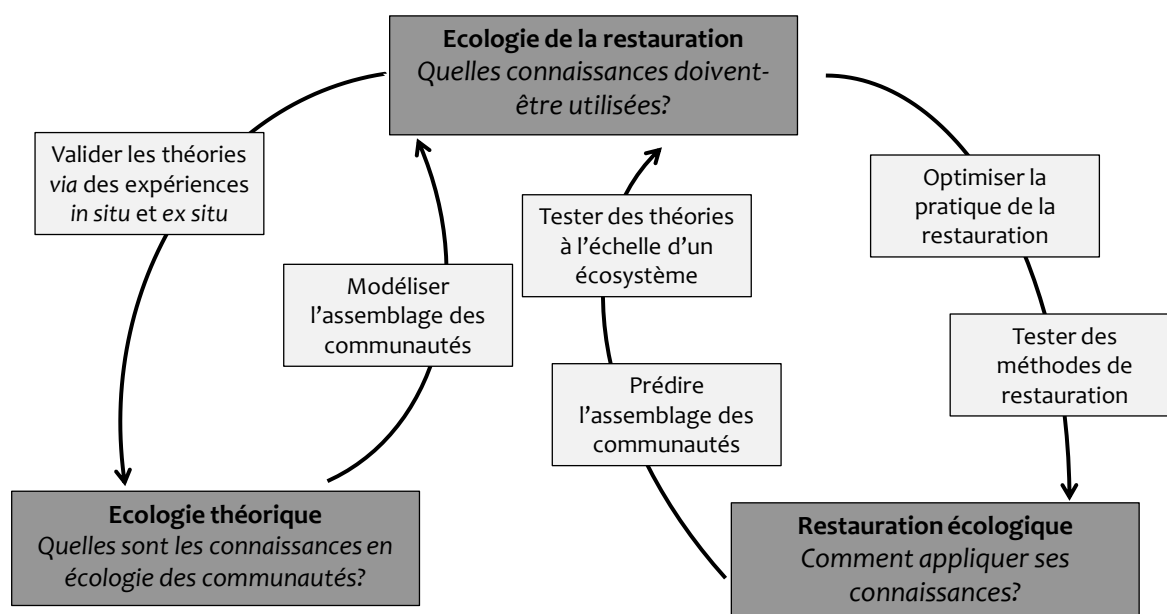 Ecologie de la restauration
Quelles connaissances doivent-
être utilisées?
Valider les théories
via des expériences
in situ et ex situ
Modéliser
l’assemblage des
communautés
Tester des théories
à l’échelle d’un
écosystème
Prédire
l’assemblage des
communautés
Optimiser la
pratique de la
restauration
Tester des
méthodes de
restauration
Ecologie théorique
Quelles sont les connaissances en
écologie des communautés?
Restauration écologique
Comment appliquer ses
connaissances?